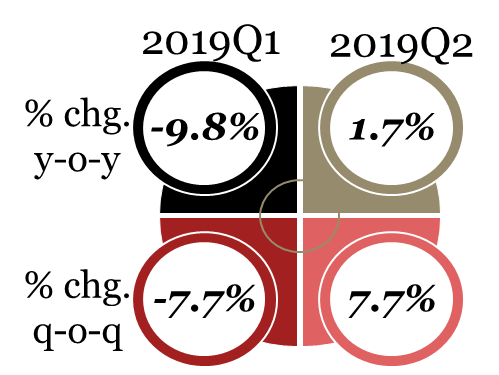 2019Q1 2019Q2
% chg.
y-o-y
-9.8% 1.7%
% chg.
q-o-q
-7.7% 7.7%